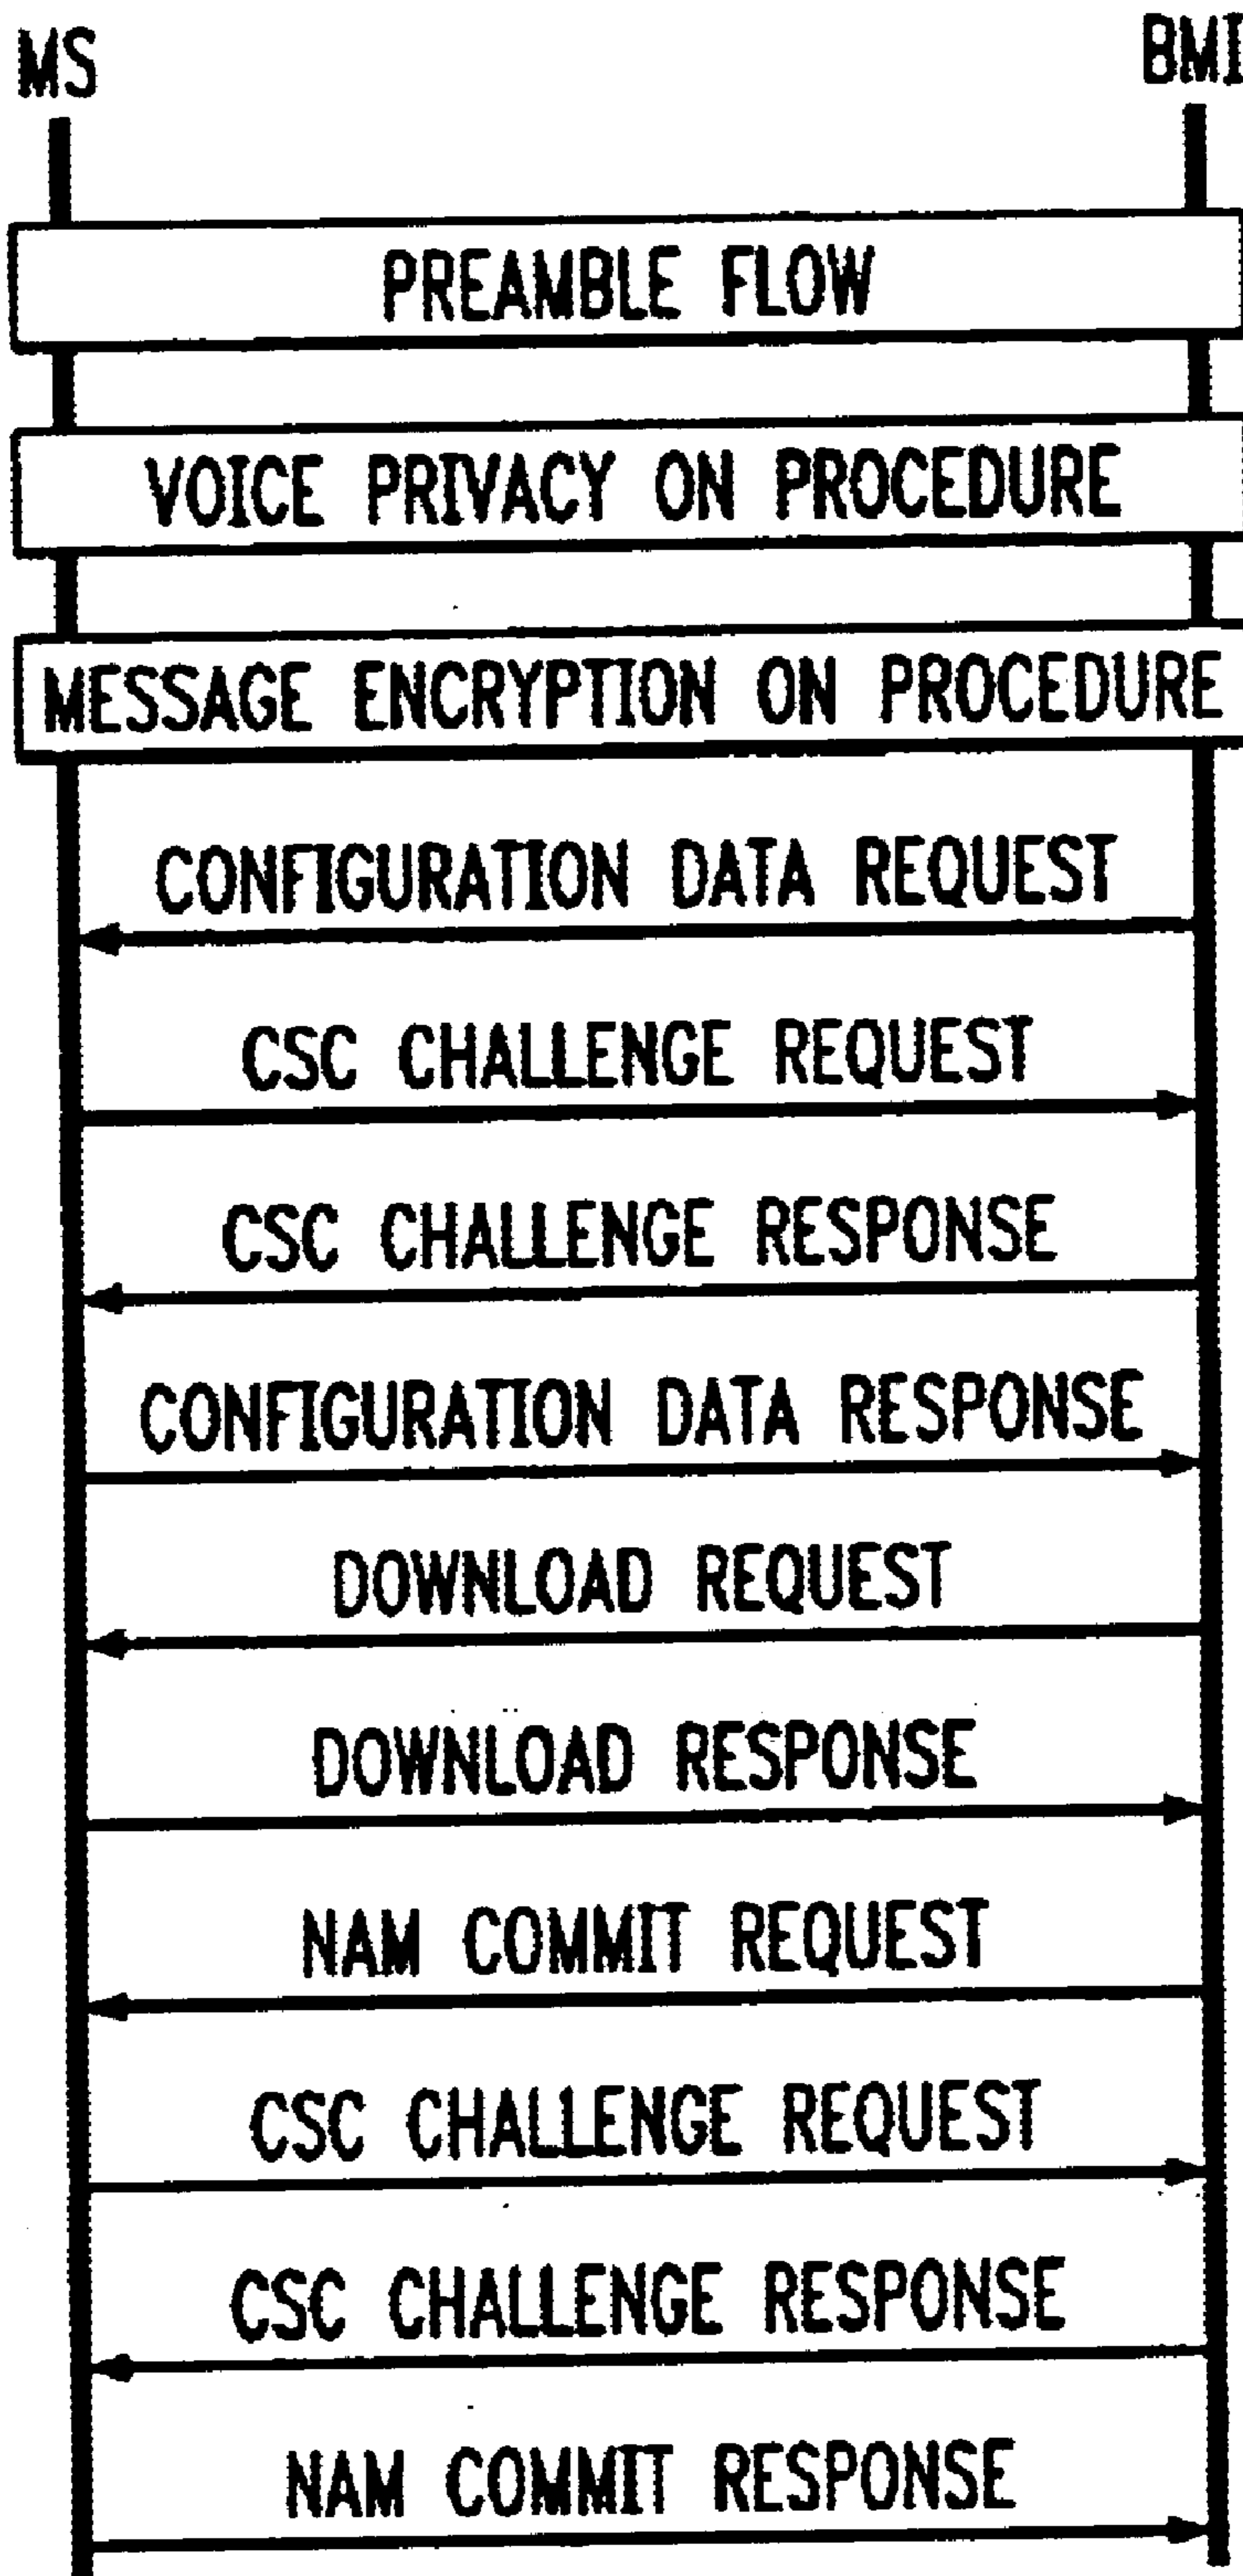 MS BMI
PREAMBLE FLOW
VOICE PRIVACY ON PROCEDURE
MESSAGE ENCRYPTION ON PROCEDURE
CONFIGURATION DATA REQUEST
CSC CHALLENGE REQUEST
CSC CHALLENGE RESPONSE
CONFIGURATION DATA RESPONSE
DOWNLOAD REQUEST
DOWNLOAD RESPONSE
NAM COMMIT REQUEST
CSC CHALLENGE REQUEST
CSC CHALLENGE RESPONSE
NAM COMMIT RESPONSE